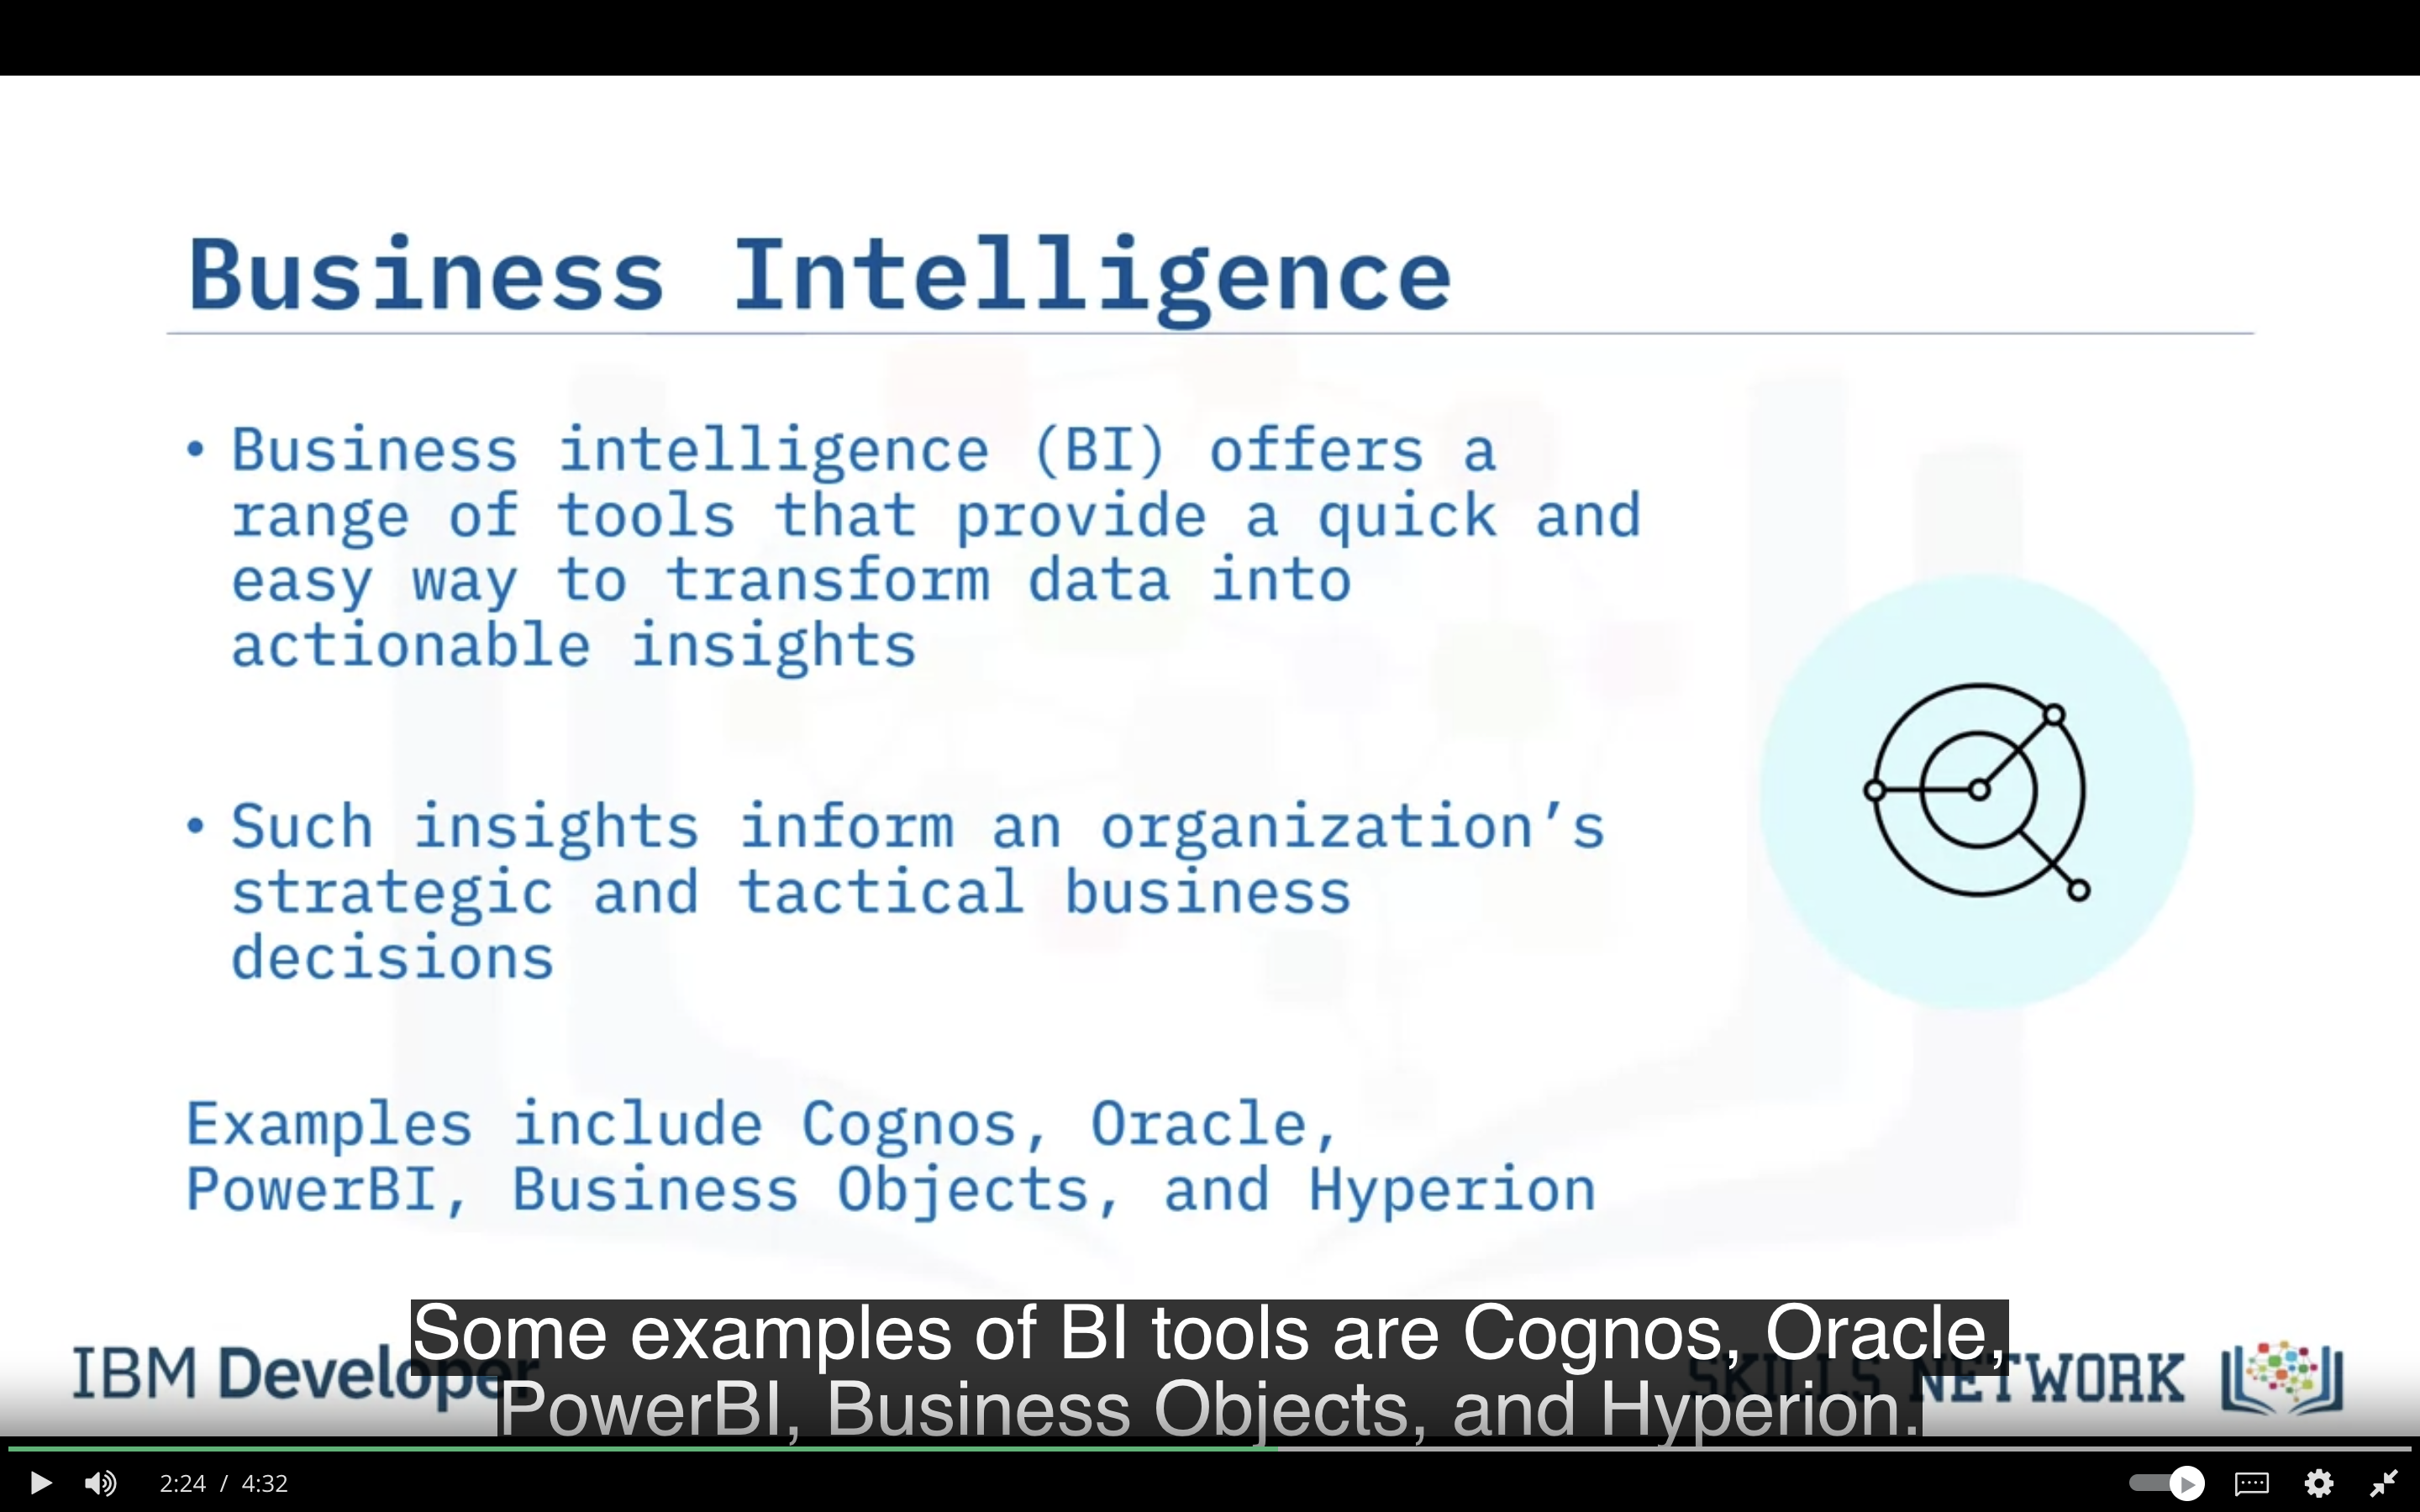 Business Intelligence
• Business intelligence (BI) offers a
range of tools that provide a quick and
easy way to transform data into
actionable insights
• Such insights inform an organization’s
strategic and tactical business
decisions
Examples include Cognos, Oracle,
PowerBI, Business Objects, and Hyperion
Some examples of BI tools are Cognos, Oracle,
PowerBI, Business Objects, and Hyperion.
IBM Developer
SKILLS NETWORK
2:24 / 4:32